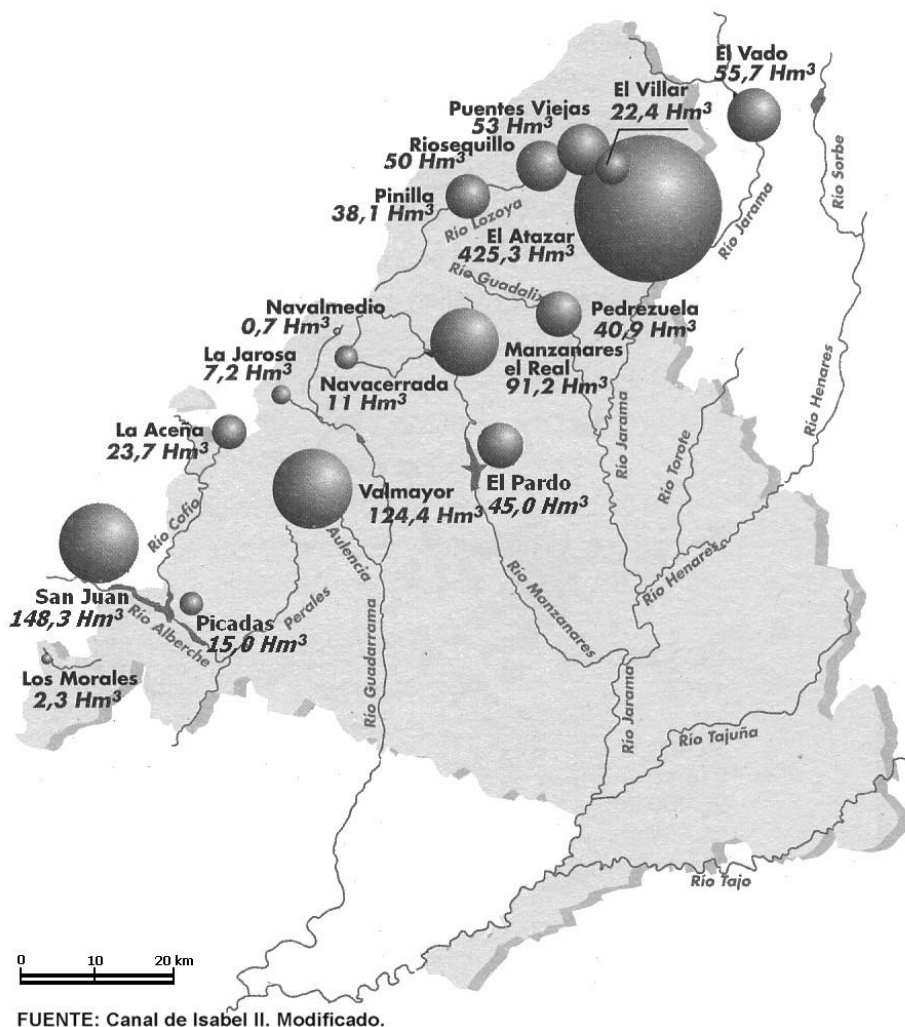 El Vado
55,7 Hm³
El Villar
22,4 Hm³
Puentes Viejas
53 Hm³
Riosequillo
50 Hm³
Pinilla
38,1 Hm³
Río Lozoya
El Atazar
425,3 Hm³
Río Jarama
Río Sorbe
Río Guadalix
Navalmedio
0,7 Hm³
Pedrezuela
40,9 Hm³
La Jarosa
7,2 Hm³
Navacerrada
11 Hm³
Manzanares
el Real
91,2 Hm³
Río Henares
La Aceña
23,7 Hm³
Río Jarama
Río Torote
El Pardo
45,0 Hm³
Valmayor
124,4 Hm³
Río Cofio
Aulencia
San Juan
148,3 Hm³
Picadas
15,0 Hm³
Perales
Río Alberche
Río Manzanares
Río Henares
Los Morales
2,3 Hm³
Río Guadarrama
Río Jarama
Río Tajuña
Río Tajo
0 10 20 km
FUENTE: Canal de Isabel II. Modificado.